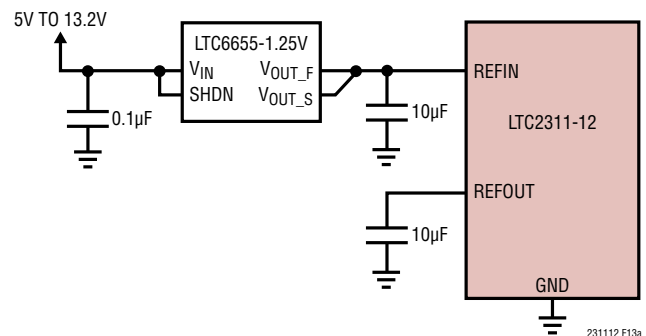 5V TO 13.2V
LTC6655-1.25V
VIN
VOUT_F
SHDN
VOUT_S
0.1µF
10µF
REFIN
LTC2311-12
REFOUT
10µF
GND
231112 F13a